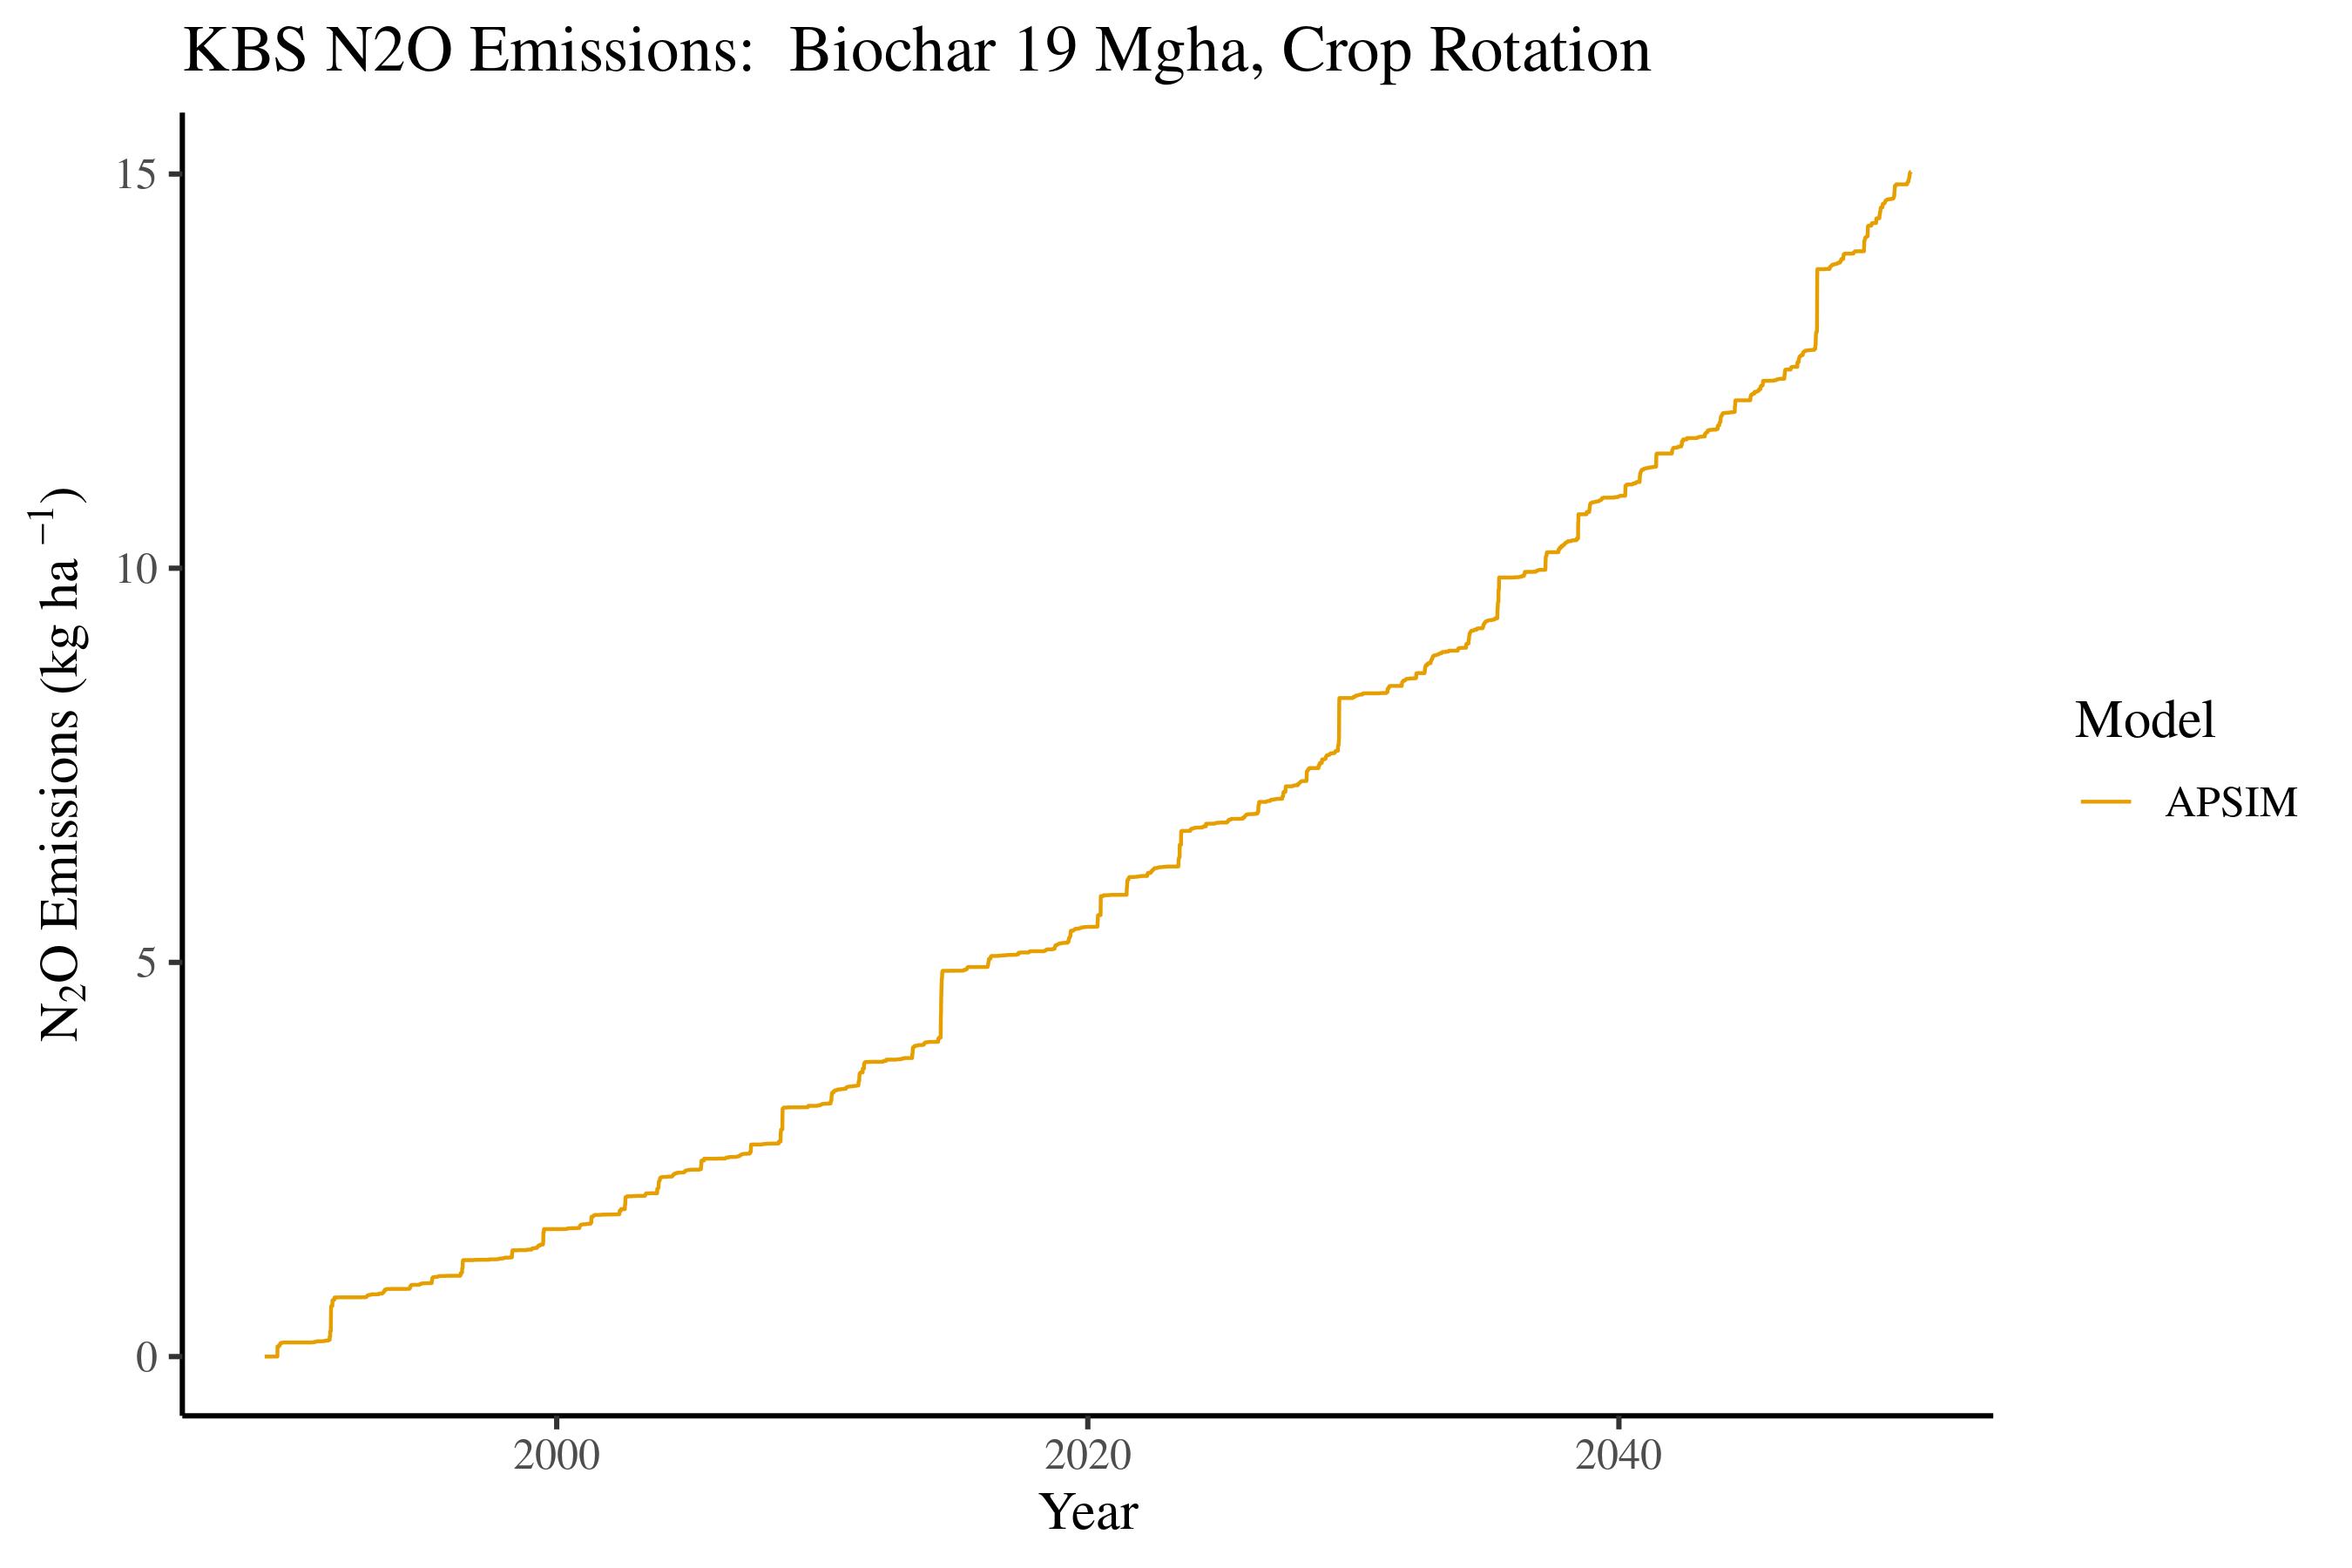 KBS N2O Emissions:  Biochar 19 Mgha, Crop Rotation
N₂O Emissions (kg ha ⁻¹)
15
10
5
0
2000
2020
2040
Year
Model
APSIM